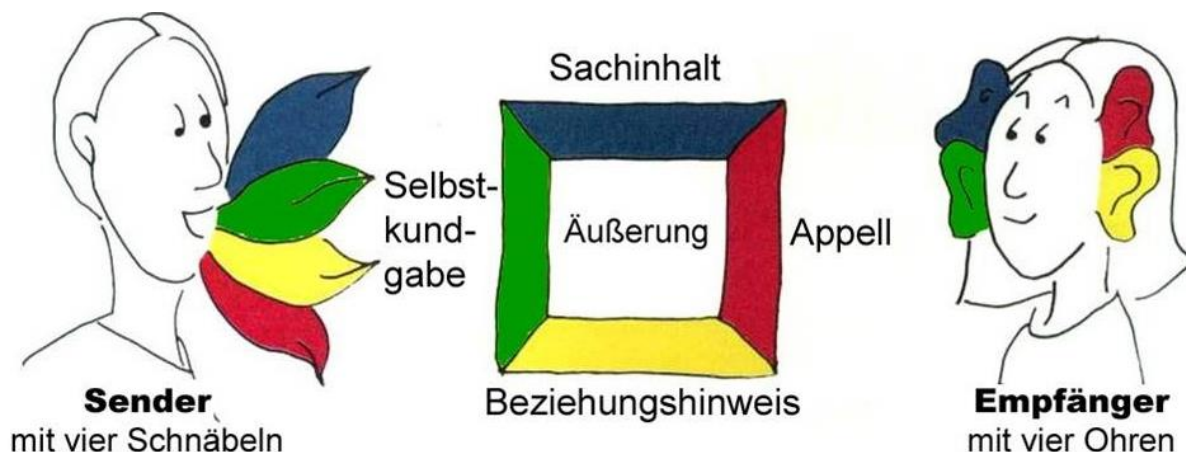 Sachinhalt
Selbst-
kund-
gabe
Äußerung
Appell
Beziehungshinweis
Sender
mit vier Schnäbeln
Empfänger
mit vier Ohren